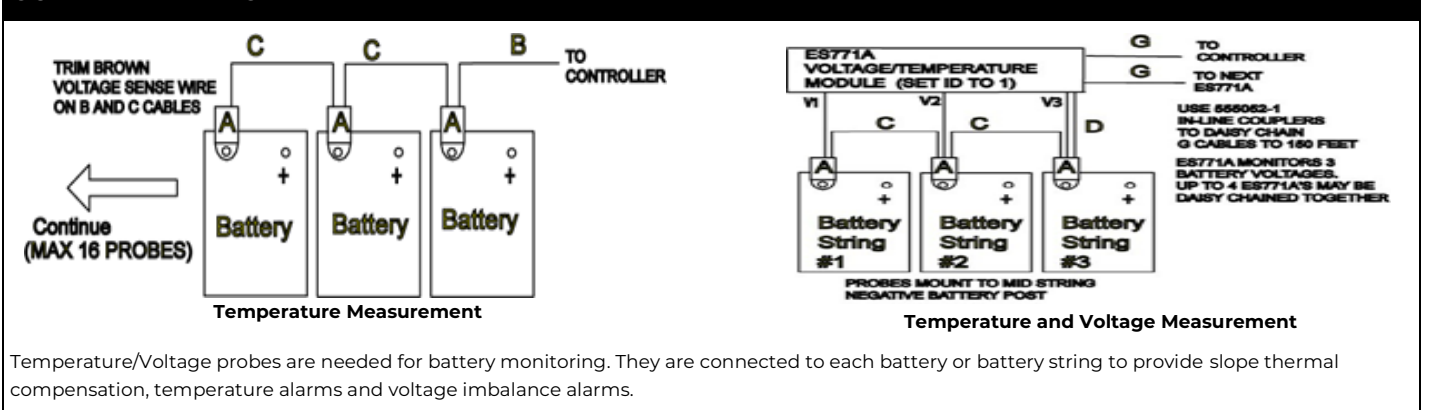 C
C
B
TO
CONTROLLER
TRIM BROWN
VOLTAGE SENSE WIRE
ON B AND C CABLES
A
A
A
+
+
+
Battery
Battery
Battery
Continue
(MAX 16 PROBES)
Temperature Measurement
ES771A
VOLTAGE/TEMPERATURE
MODULE (SET ID TO 1)
G
TO
CONTROLLER
G
TO NEXT
ES771A
V1
V2
V3
C
C
D
USE 555052-1
IN-LINE COUPLERS
TO DAISY CHAIN
G CABLES TO 150 FEET
ES771A MONITORS 3
BATTERY VOLTAGES.
UP TO 4 ES771A'S MAY BE
DAISY CHAINED TOGETHER
A
A
A
+
+
+
Battery
String
#1
Battery
String
#2
Battery
String
#3
PROBES MOUNT TO MID STRING
NEGATIVE BATTERY POST
Temperature and Voltage Measurement
Temperature/Voltage probes are needed for battery monitoring. They are connected to each battery or battery string to provide slope thermal
compensation, temperature alarms and voltage imbalance alarms.